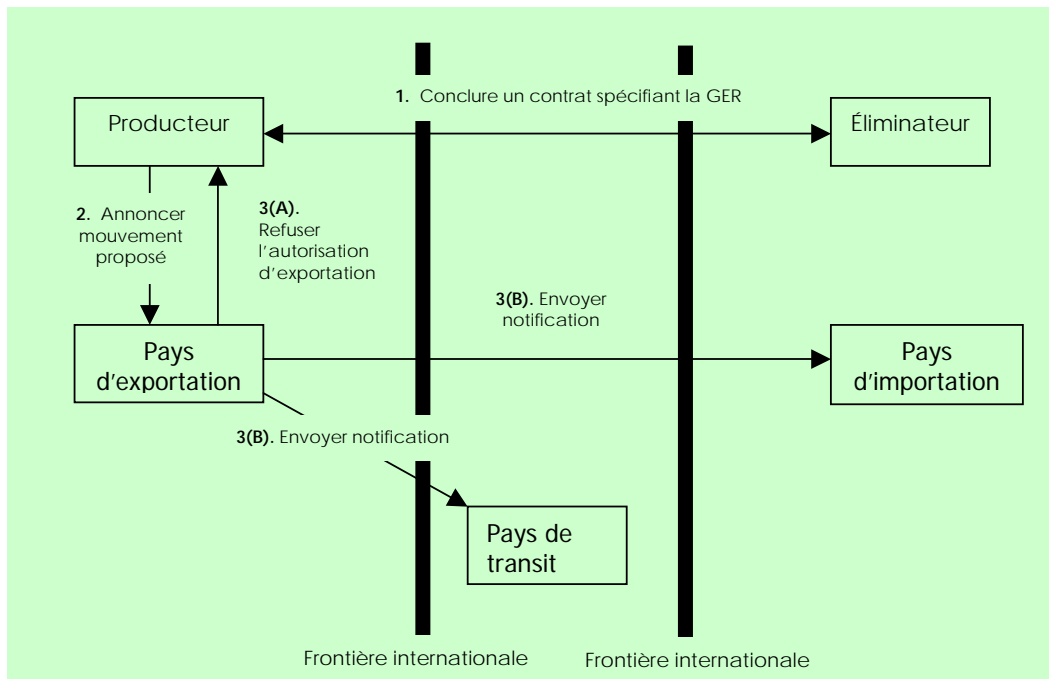 1. Conclure un contrat spécifiant la GER
Producteur
Éliminateur
2. Annoncer
mouvement
proposé
3(A).
Refuser
l'autorisation
d'exportation
3(B). Envoyer
notification
Pays
d'exportation
Pays
d'importation
3(B). Envoyer notification
Pays de
transit
Frontière internationale
Frontière internationale